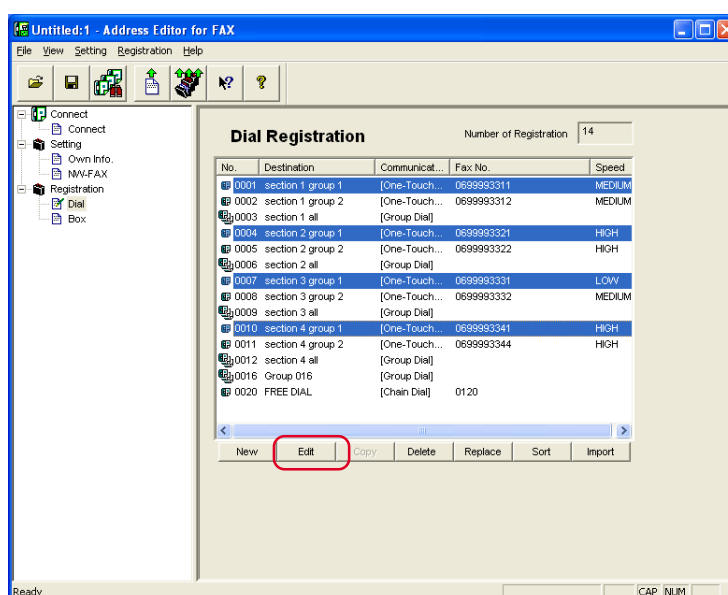 Untitled:1 - Address Editor for FAX
File View Setting Registration Help
Connect
Connect
Setting
Own Info.
NW-FAX
Registration
Dial
Box
Dial Registration
Number of Registration 14
No. Destination Communicat... Fax No. Speed
0001 section 1 group 1 [One-Touch... 0699993311 MEDIUM
0002 section 1 group 2 [One-Touch... 0699993312 MEDIUM
0003 section 1 all [Group Dial]
0004 section 2 group 1 [One-Touch... 0699993321 HIGH
0005 section 2 group 2 [One-Touch... 0699993322 HIGH
0006 section 2 all [Group Dial]
0007 section 3 group 1 [One-Touch... 0699993331 LOW
0008 section 3 group 2 [One-Touch... 0699993332 MEDIUM
0009 section 3 all [Group Dial]
0010 section 4 group 1 [One-Touch... 0699993341 HIGH
0011 section 4 group 2 [One-Touch... 0699993344 HIGH
0012 section 4 all [Group Dial]
0016 Group 016 [Group Dial]
0020 FREE DIAL [Chain Dial] 0120
New Edit Copy Delete Replace Sort Import
Ready CAP NUM